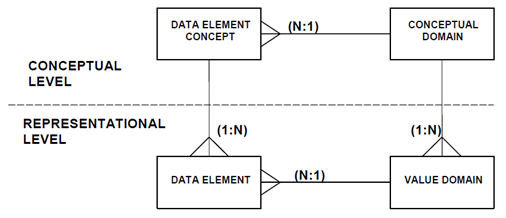 DATA ELEMENT
CONCEPT
(N:1)
CONCEPTUAL
DOMAIN
CONCEPTUAL
LEVEL
REPRESENTATIONAL
LEVEL
(1:N)
(1:N)
DATA ELEMENT
(N:1)
VALUE DOMAIN